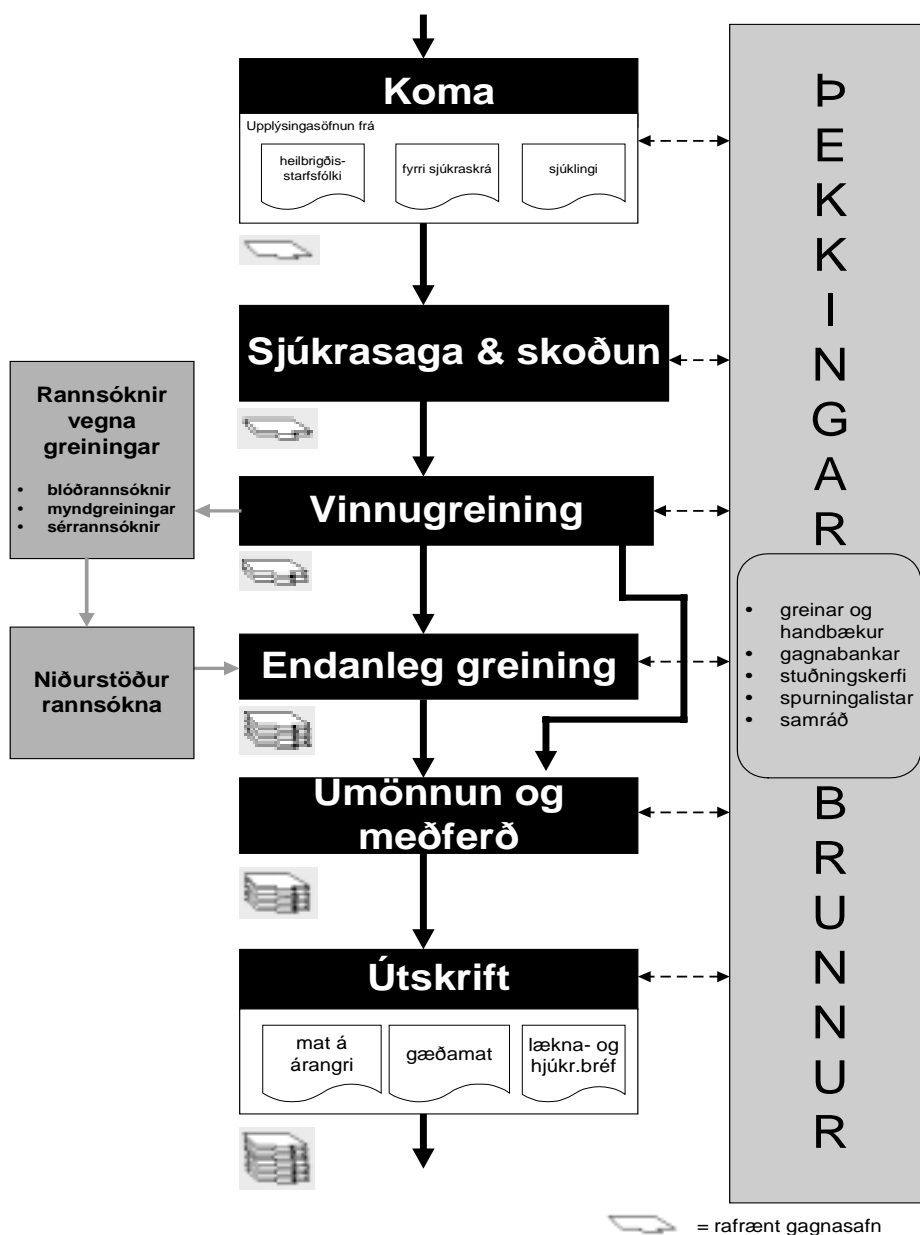 Koma
Upplýsingasöfnun frá
heilbrigðis-
starfsfólki
fyrri sjúkraskrá
sjúklingi
Sjúkrasaga & skoðun
Rannsóknir
vegna
greiningar
• blóðrannsóknir
• myndgreiningar
• sérrannsóknir
Vinnugreining
Niðurstöður
rannsókna
Endanleg greining
Umönnun og
meðferð
Útskrift
mat á
árangri
gæðamat
lækna- og
hjúkr.bréf
Þ
E
K
K
I
N
G
A
R
• greinar og
handbækur
• gagnabankar
• stuðningskerfi
• spurningalistar
• samráð
B
R
U
N
N
U
R
= rafrænt gagnasafn